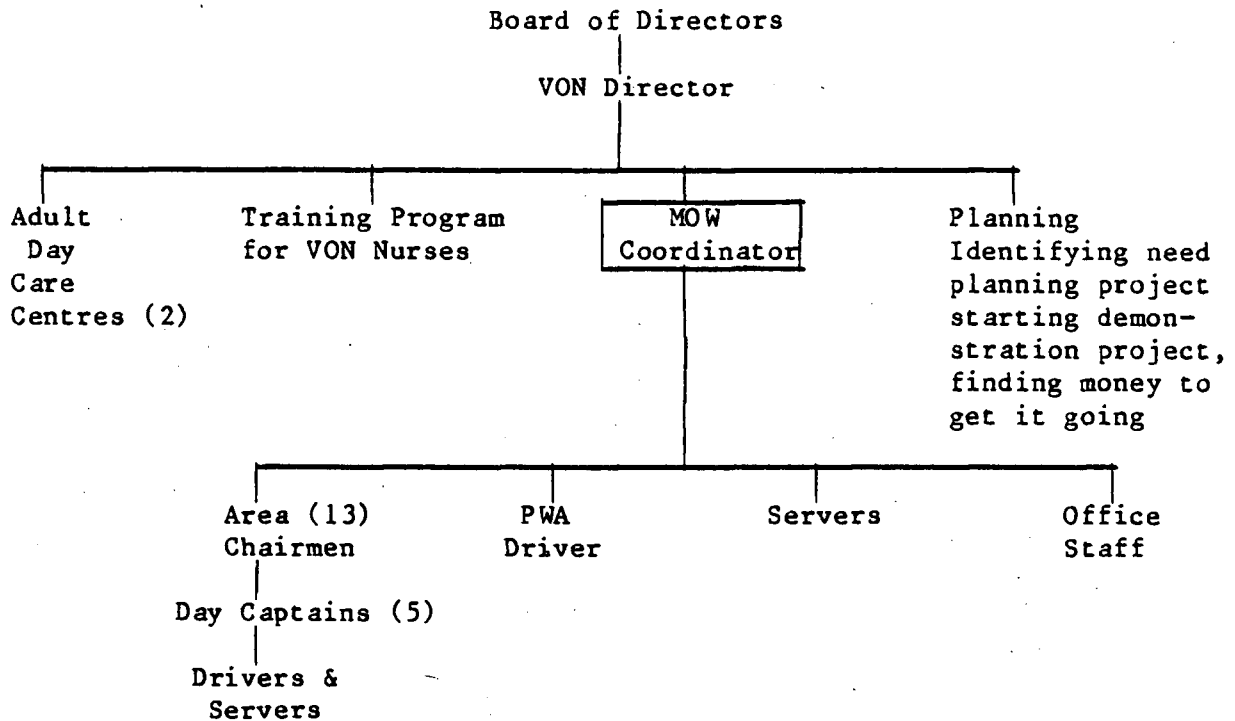 Board of Directors
VON Director
Adult
Day
Care
Centres (2)
Training Program
for VON Nurses
MOW
Coordinator
Planning
Identifying need
planning project
starting demon-
stration project,
finding money to
get it going
Area (13)
Chairmen
PWA
Driver
Servers
Office
Staff
Day Captains (5)
Drivers &
Servers